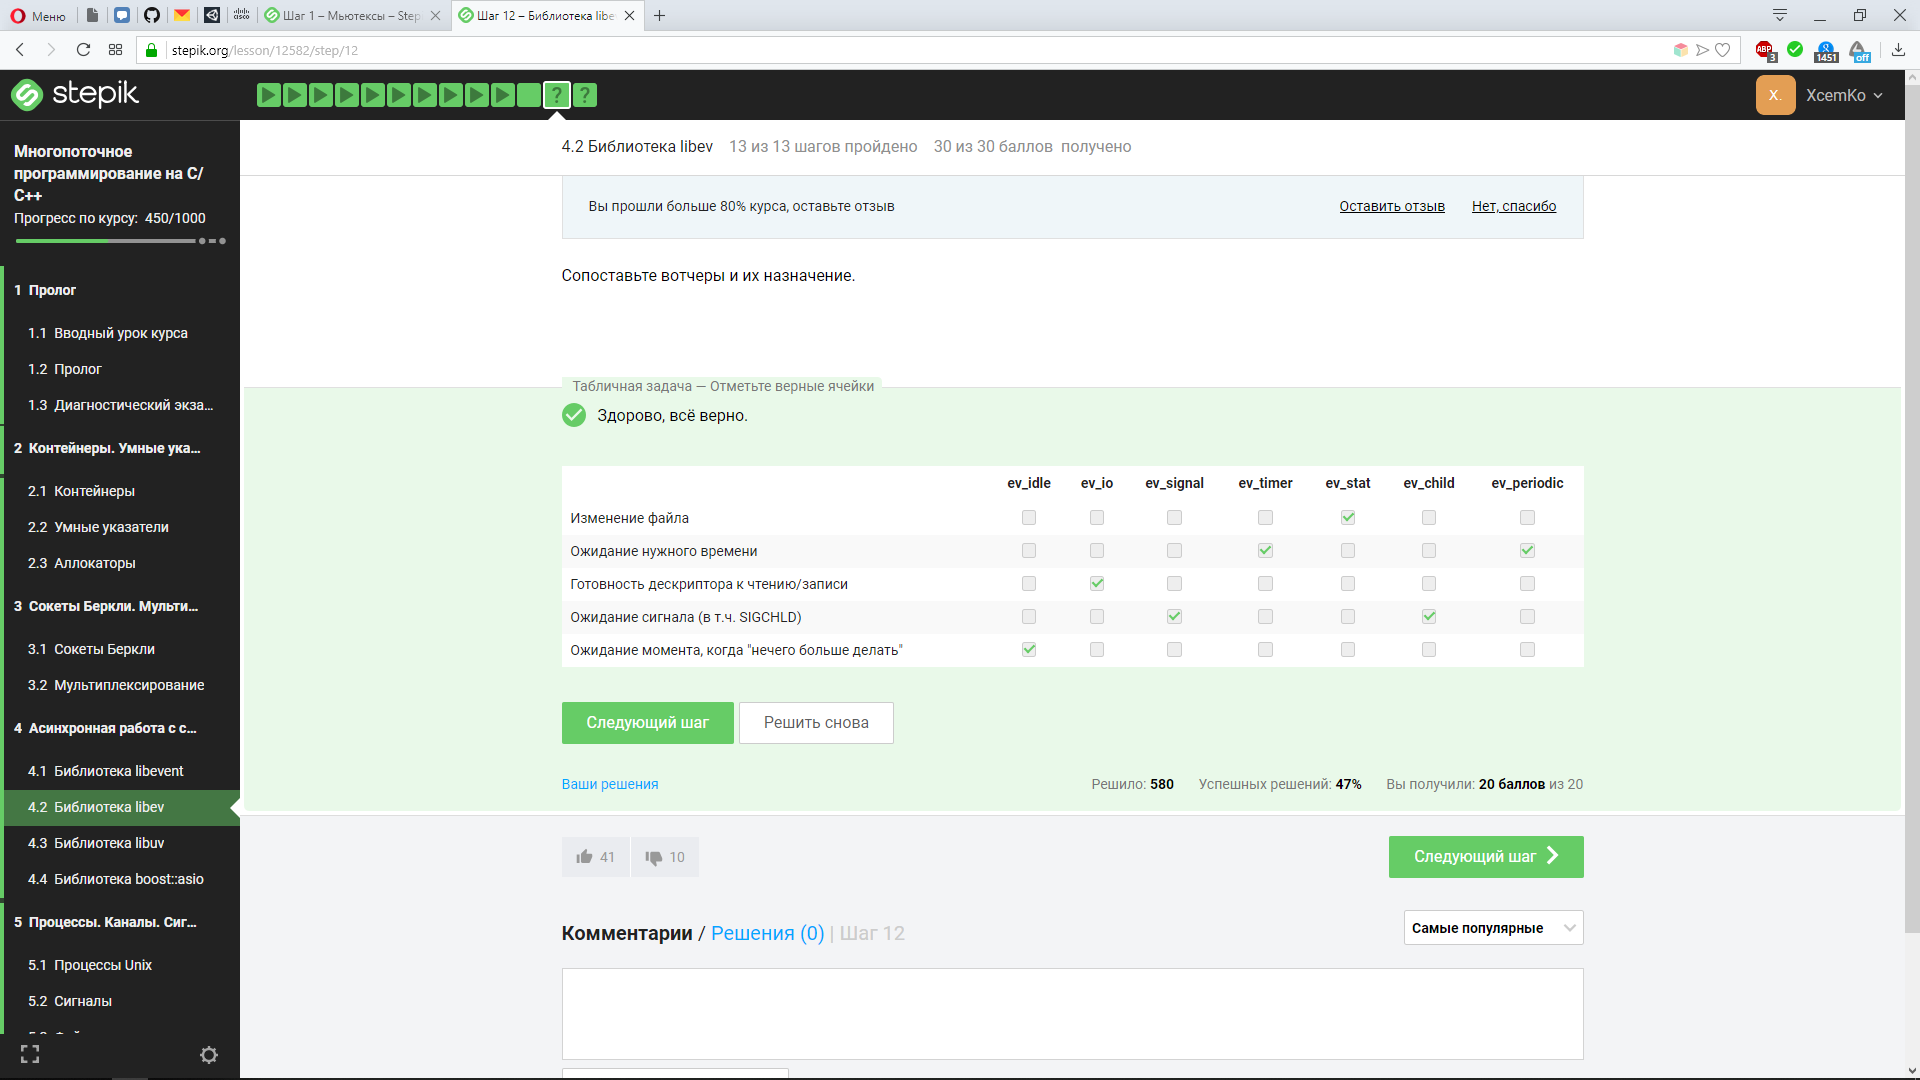 Меню
Шаг 1 – Мьютексы – Step
Шаг 12 – Библиотека libe
stepik.org/lesson/12582/step/12
ABP
3
1451
off
stepik
? ?
X.
XcemKo
Многопоточное
программирование на С/
С++
Прогресс по курсу: 450/1000
1 Пролог
1.1 Вводный урок курса
1.2 Пролог
1.3 Диагностический экза...
2 Контейнеры. Умные ука...
2.1 Контейнеры
2.2 Умные указатели
2.3 Аллокаторы
3 Сокеты Беркли. Мульти...
3.1 Сокеты Беркли
3.2 Мультиплексирование
4 Асинхронная работа с с...
4.1 Библиотека libevent
4.2 Библиотека libev
4.3 Библиотека libuv
4.4 Библиотека boost::asio
5 Процессы. Каналы. Сиг...
5.1 Процессы Unix
5.2 Сигналы
4.2 Библиотека libev 13 из 13 шагов пройдено 30 из 30 баллов получено
Вы прошли больше 80% курса, оставьте отзыв
Оставить отзыв
Нет, спасибо
Сопоставьте вотчеры и их назначение.
Табличная задача — Отметьте верные ячейки
Здорово, всё верно.
ev_idle ev_io ev_signal ev_timer ev_stat ev_child ev_periodic
Изменение файла
Ожидание нужного времени
Готовность дескриптора к чтению/записи
Ожидание сигнала (в т.ч. SIGCHLD)
Ожидание момента, когда "нечего больше делать"
Следующий шаг
Решить снова
Ваши решения
Решило: 580 Успешных решений: 47% Вы получили: 20 баллов из 20
41
10
Следующий шаг
Комментарии / Решения (0) | Шаг 12
Самые популярные